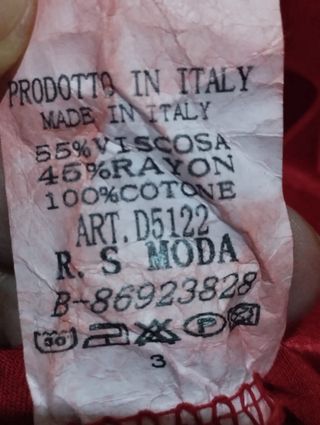 PRODOTTO IN ITALY
MADE IN ITALY
55%VISCOSA
45%RAYON
100%COTONE
ART.D5122
R. S MODA
B-86923828
30 P
3